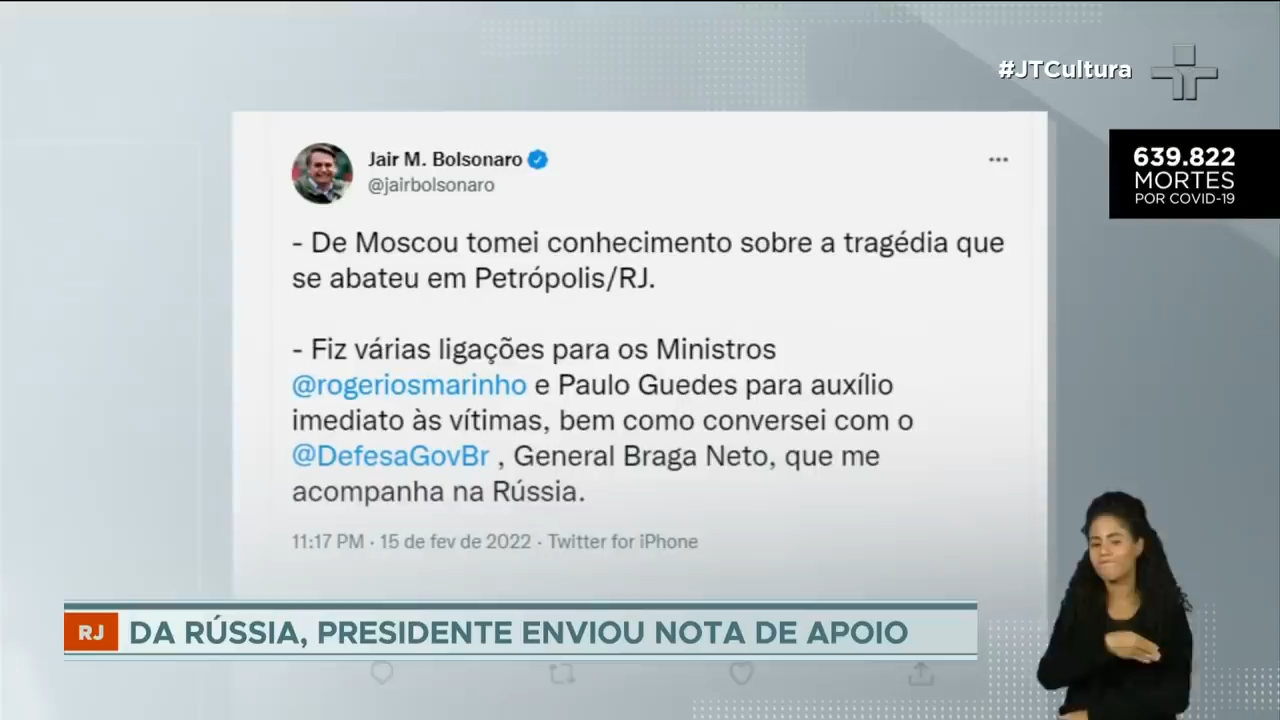 #JTCultura
639.822
MORTES
POR COVID-19
Jair M. Bolsonaro
@jairbolsonaro
- De Moscou tomei conhecimento sobre a tragédia que
se abateu em Petrópolis/RJ.
- Fiz várias ligações para os Ministros
@rogeriosmarinho e Paulo Guedes para auxílio
imediato às vítimas, bem como conversei com o
@DefesaGovBr , General Braga Neto, que me
acompanha na Rússia.
11:17 PM · 15 de fev de 2022 · Twitter for iPhone
RJ DA RÚSSIA, PRESIDENTE ENVIOU NOTA DE APOIO